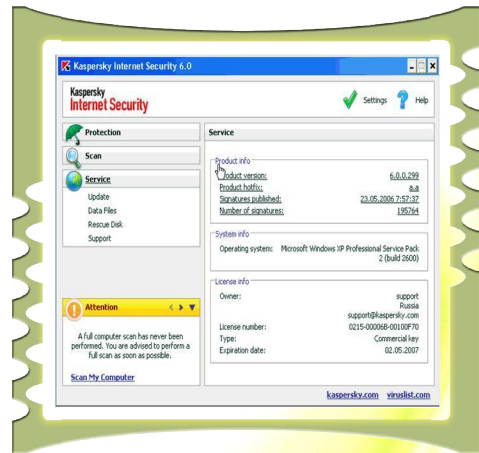 Kaspersky Internet Security 6.0
Kaspersky
Internet Security
Settings
Help
Protection
Scan
Service
Update
Data Files
Rescue Disk
Support
Attention
A full computer scan has never been
performed. You are advised to perform a
full scan as soon as possible.
Scan My Computer
Service
Product info
Product version: 6.0.0.299
Product hotfix: a.a
Signatures published: 23.05.2006 7:57:37
Number of signatures: 195764
System info
Operating system: Microsoft Windows XP Professional Service Pack
2 (build 2600)
License info
Owner: support
Russia
support@kaspersky.com
License number: 0215-00006B-00100F70
Type: Commercial key
Expiration date: 02.05.2007
kaspersky.com viruslist.com